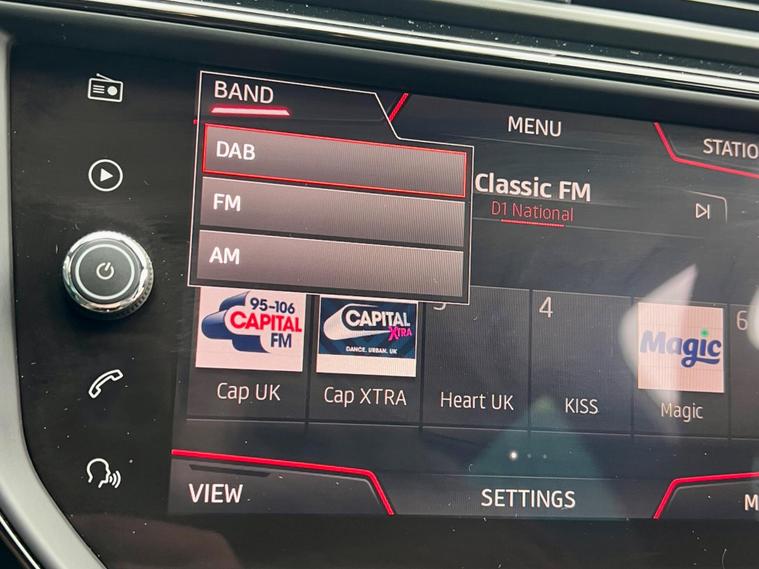 BAND
MENU
STATIO
DAB
FM
AM
Classic FM
D1 National
4
6
95-106
CAPITAL
FM
CAPITAL
XTRA
DANCE. URBAN. UK
Magic
Cap UK
Cap XTRA
Heart UK
KISS
Magic
VIEW
SETTINGS
M